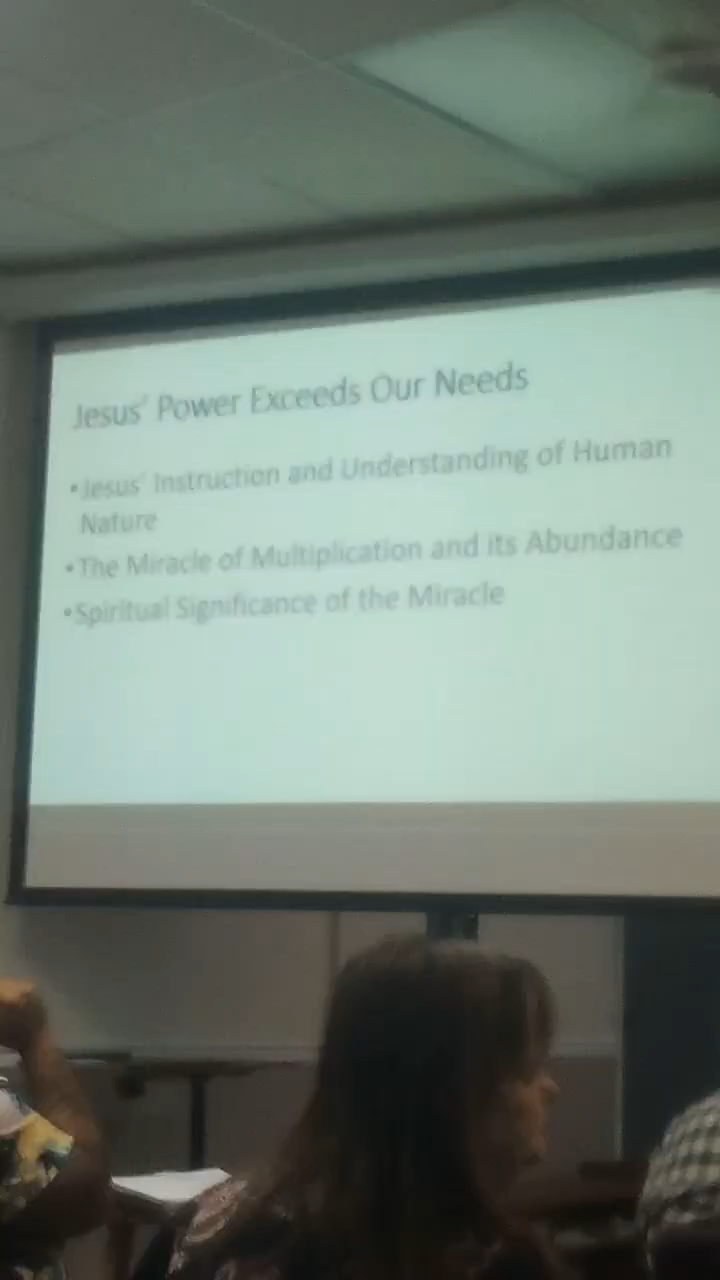 Jesus' Power Exceeds Our Needs
•Jesus' Instruction and Understanding of Human
Nature
•The Miracle of Multiplication and its Abundance
•Spiritual Significance of the Miracle